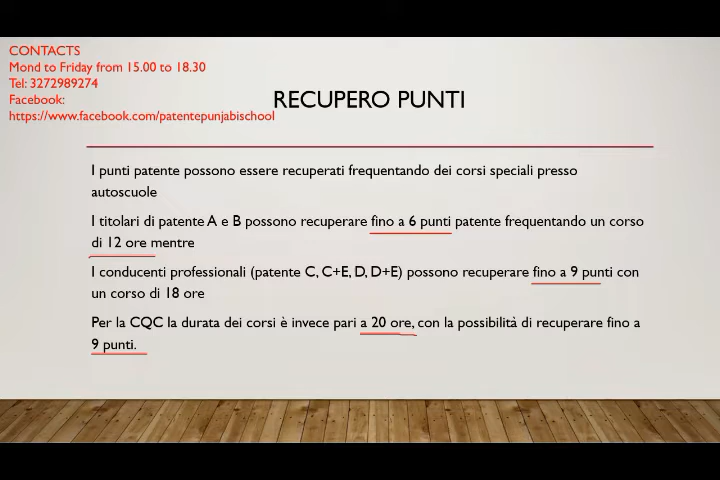 CONTACTS
Mond to Friday from 15.00 to 18.30
Tel: 3272989274
Facebook:
https://www.facebook.com/patentepunjabischool
RECUPERO PUNTI
I punti patente possono essere recuperati frequentando dei corsi speciali presso
autoscuole
I titolari di patente A e B possono recuperare fino a 6 punti patente frequentando un corso
di 12 ore mentre
I conducenti professionali (patente C, C+E, D, D+E) possono recuperare fino a 9 punti con
un corso di 18 ore
Per la CQC la durata dei corsi è invece pari a 20 ore, con la possibilità di recuperare fino a
9 punti.